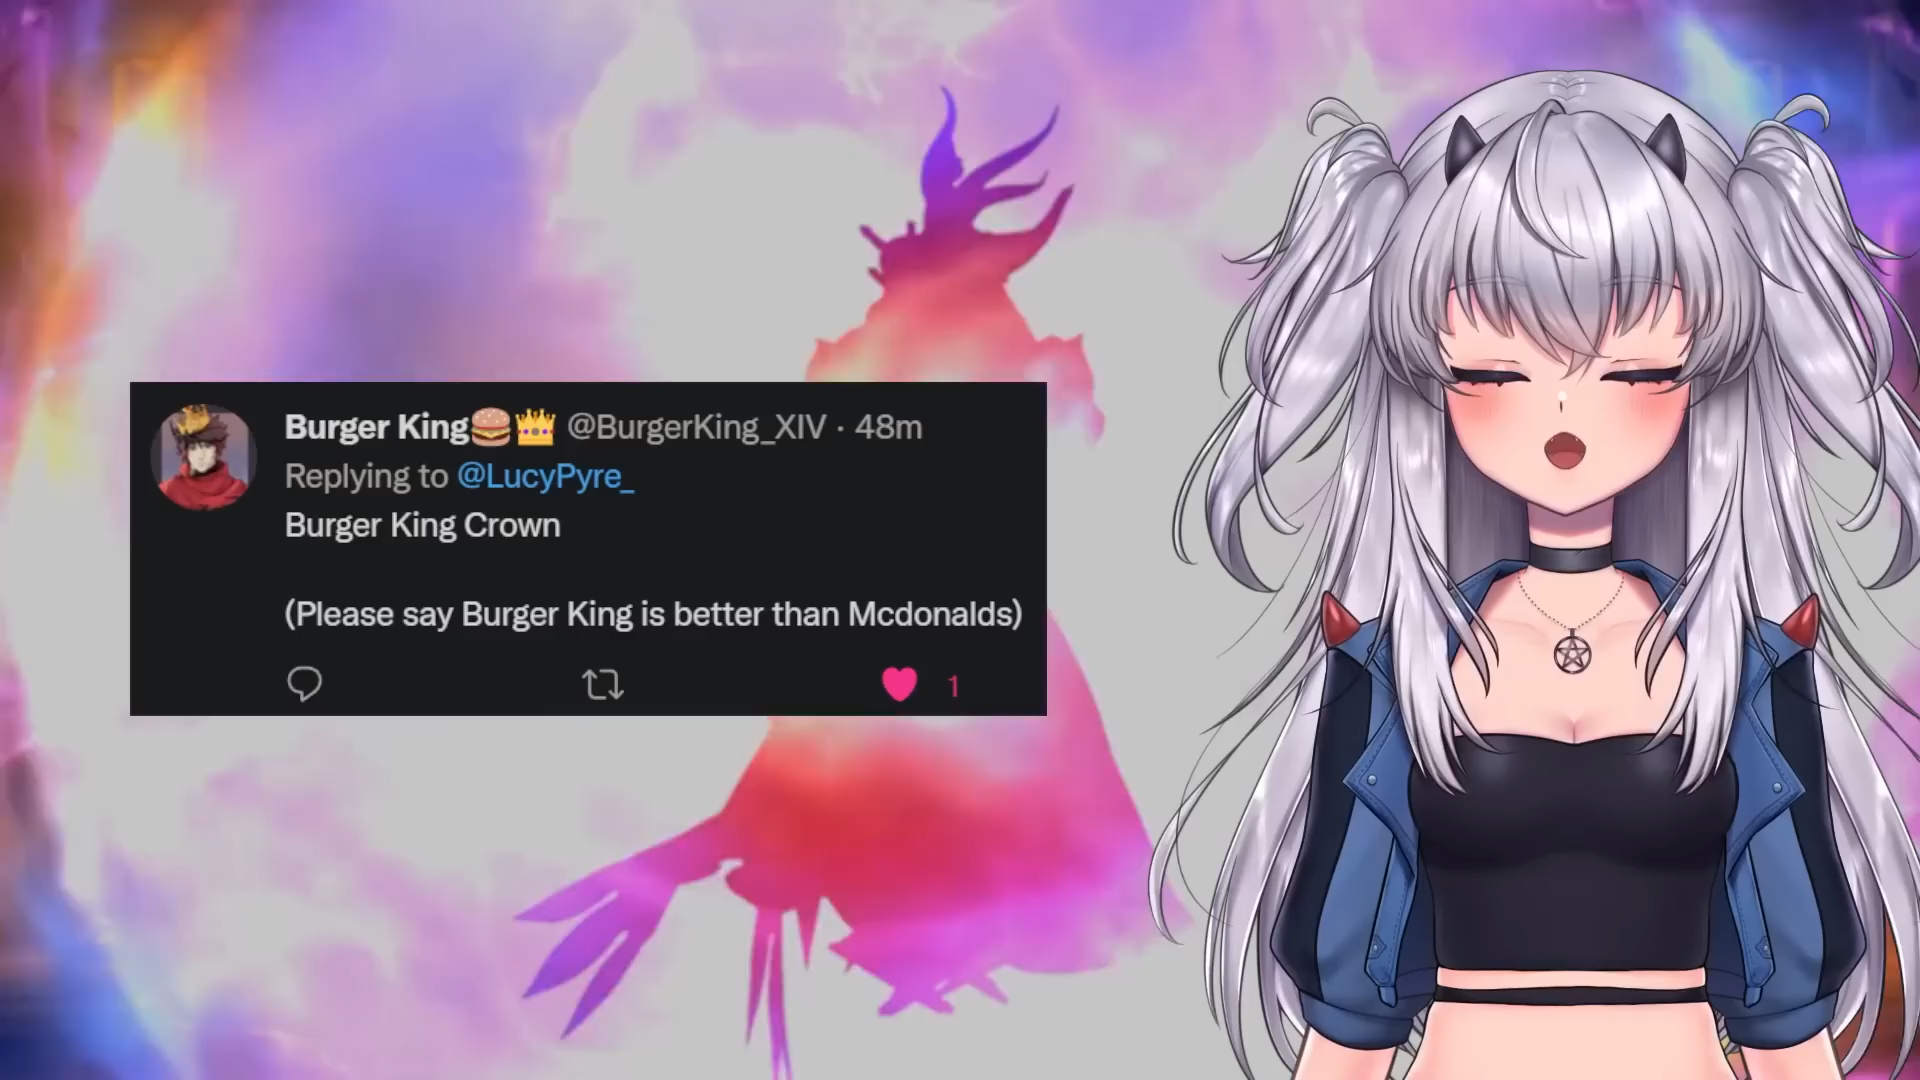 Burger King🍔👑 @BurgerKing_XIV · 48m
Replying to @LucyPyre_
Burger King Crown
(Please say Burger King is better than Mcdonalds)
1